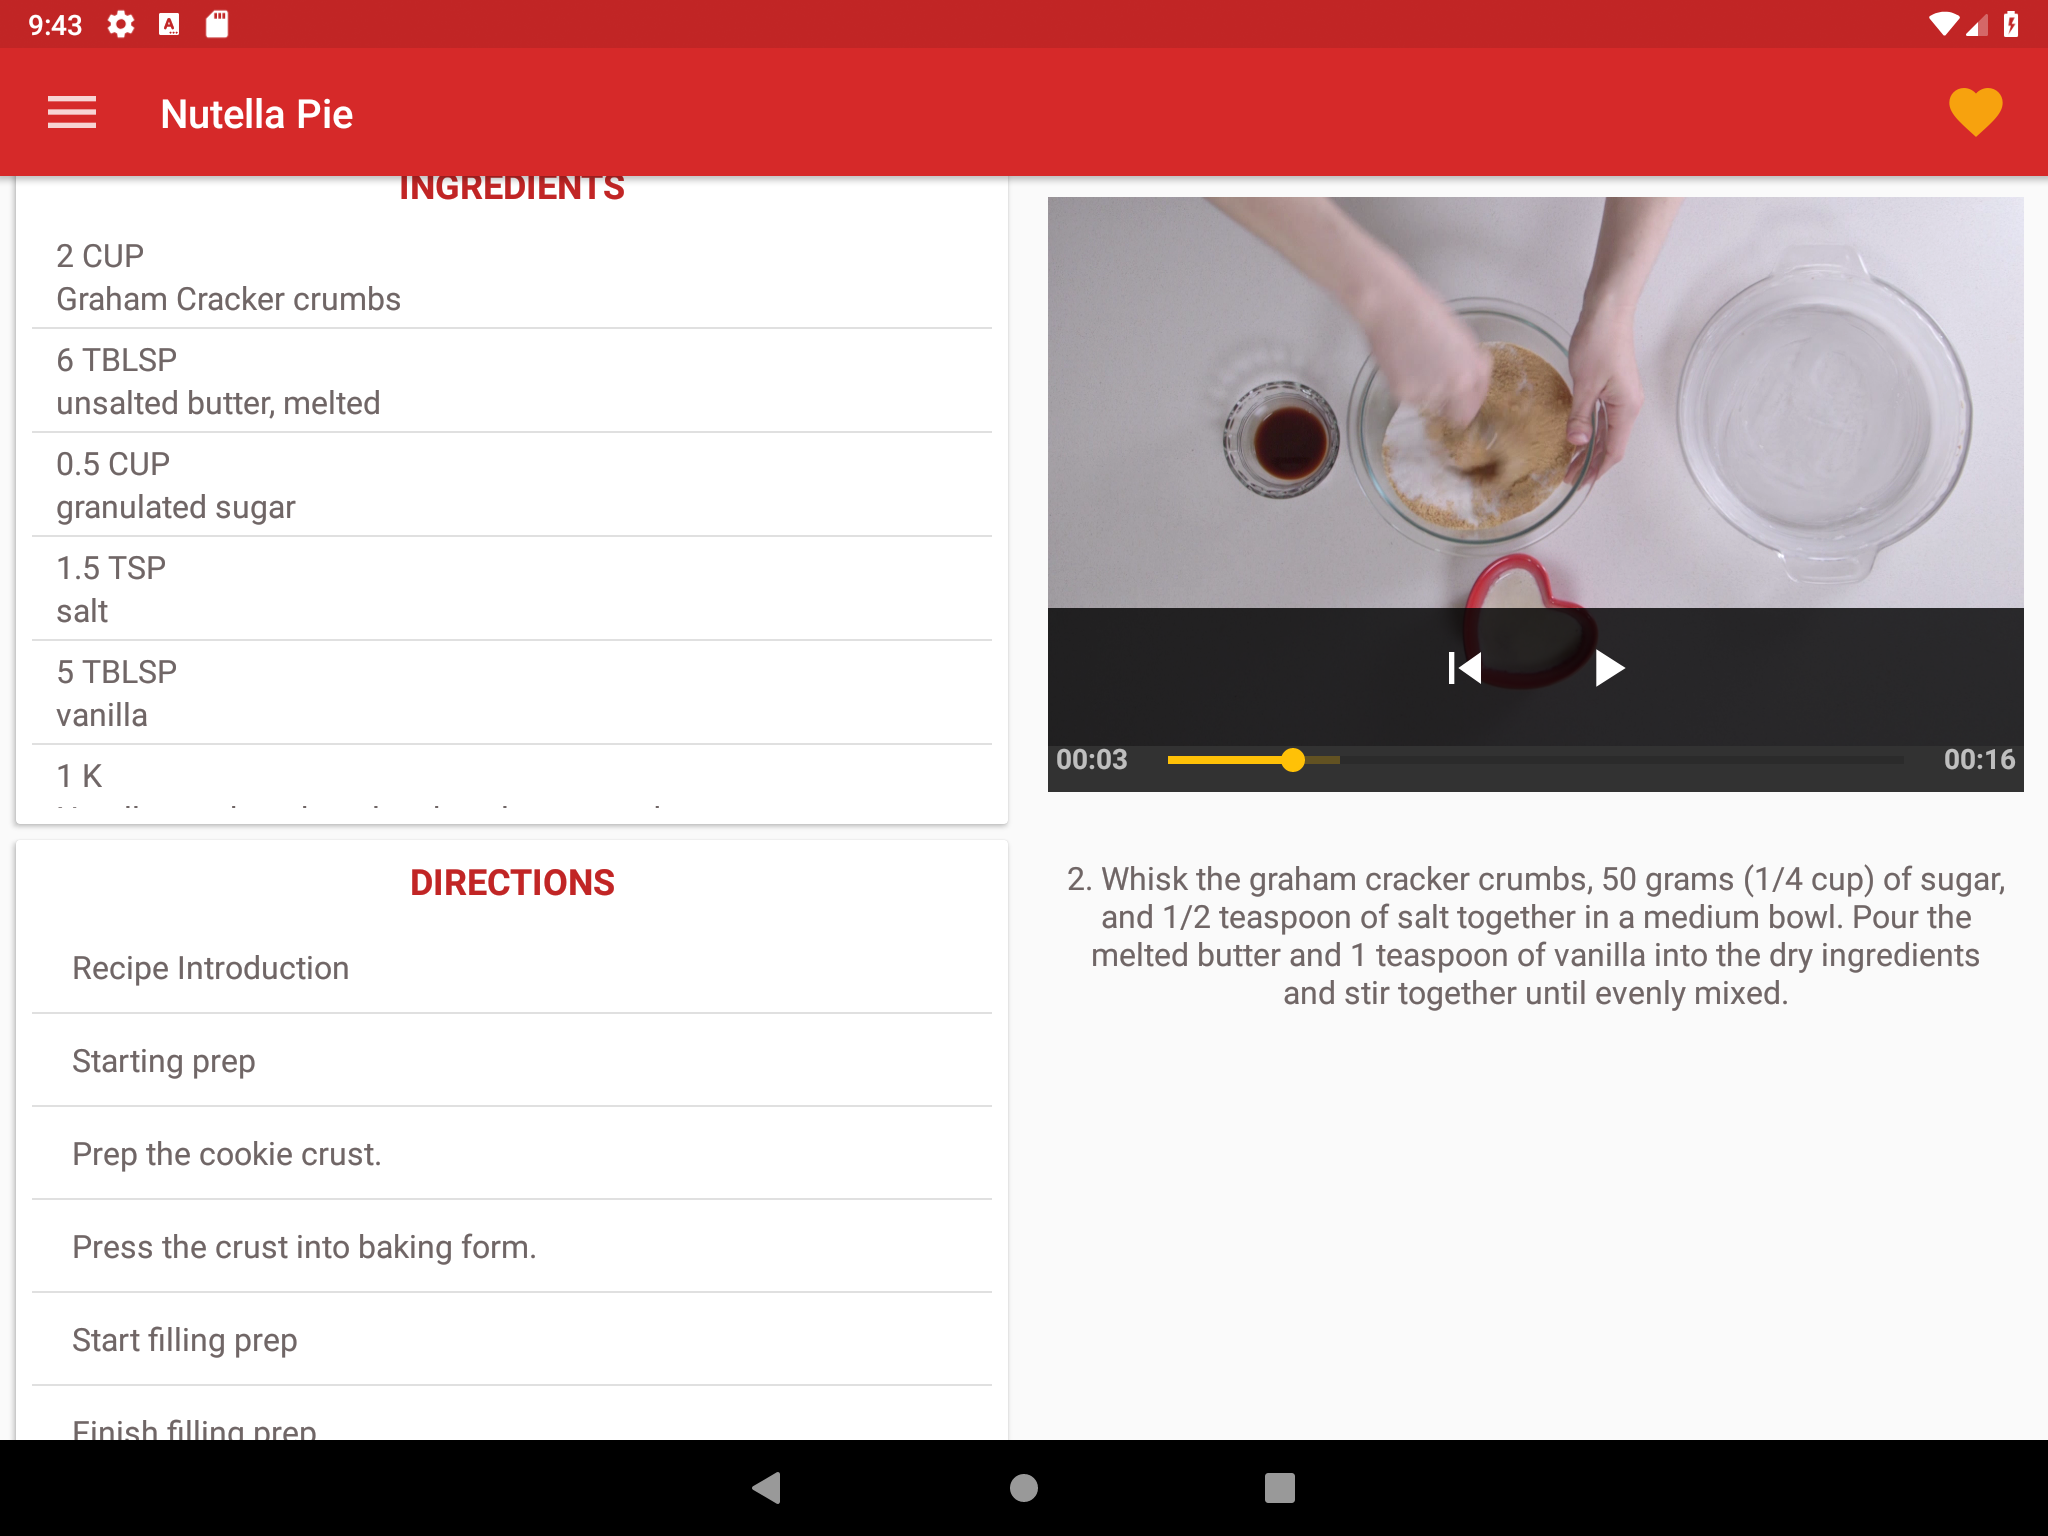 9:43
Nutella Pie
INGREDIENTS
2 CUP
Graham Cracker crumbs
6 TBLSP
unsalted butter, melted
0.5 CUP
granulated sugar
1.5 TSP
salt
5 TBLSP
vanilla
1 K
DIRECTIONS
Recipe Introduction
Starting prep
Prep the cookie crust.
Press the crust into baking form.
Start filling prep
Finish filling prep
00:03
00:16
2. Whisk the graham cracker crumbs, 50 grams (1/4 cup) of sugar,
and 1/2 teaspoon of salt together in a medium bowl. Pour the
melted butter and 1 teaspoon of vanilla into the dry ingredients
and stir together until evenly mixed.